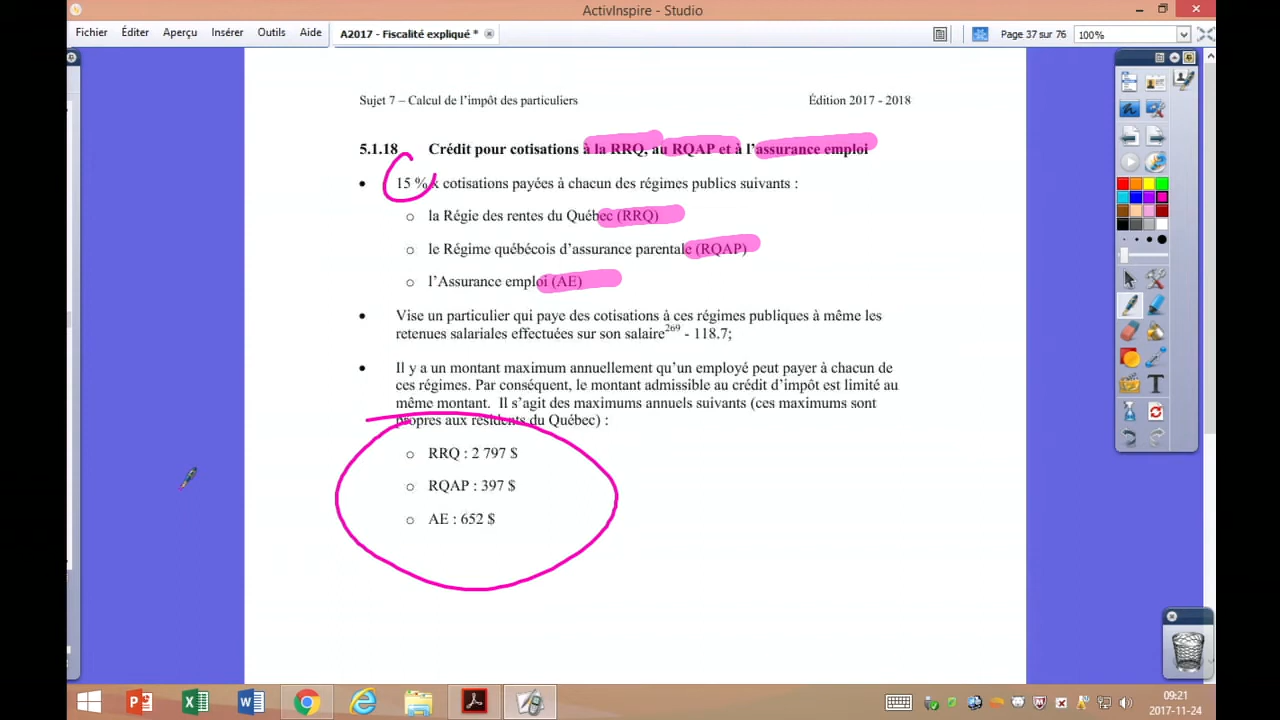 ActivInspire - Studio
Fichier Éditer Aperçu Insérer Outils Aide A2017 - Fiscalité expliqué * Page 37 sur 76 100%
Sujet 7 – Calcul de l'impôt des particuliers Édition 2017 - 2018
5.1.18 Crédit pour cotisations à la RRQ, au RQAP et à l'assurance emploi
• 15 % x cotisations payées à chacun des régimes publics suivants :
o la Régie des rentes du Québec (RRQ)
o le Régime québécois d'assurance parentale (RQAP)
o l'Assurance emploi (AE)
• Vise un particulier qui paye des cotisations à ces régimes publiques à même les
retenues salariales effectuées sur son salaire269 - 118.7;
• Il y a un montant maximum annuellement qu'un employé peut payer à chacun de
ces régimes. Par conséquent, le montant admissible au crédit d'impôt est limité au
même montant. Il s'agit des maximums annuels suivants (ces maximums sont
propres aux résidents du Québec) :
o RRQ : 2 797 $
o RQAP : 397 $
o AE : 652 $
09:21
2017-11-24